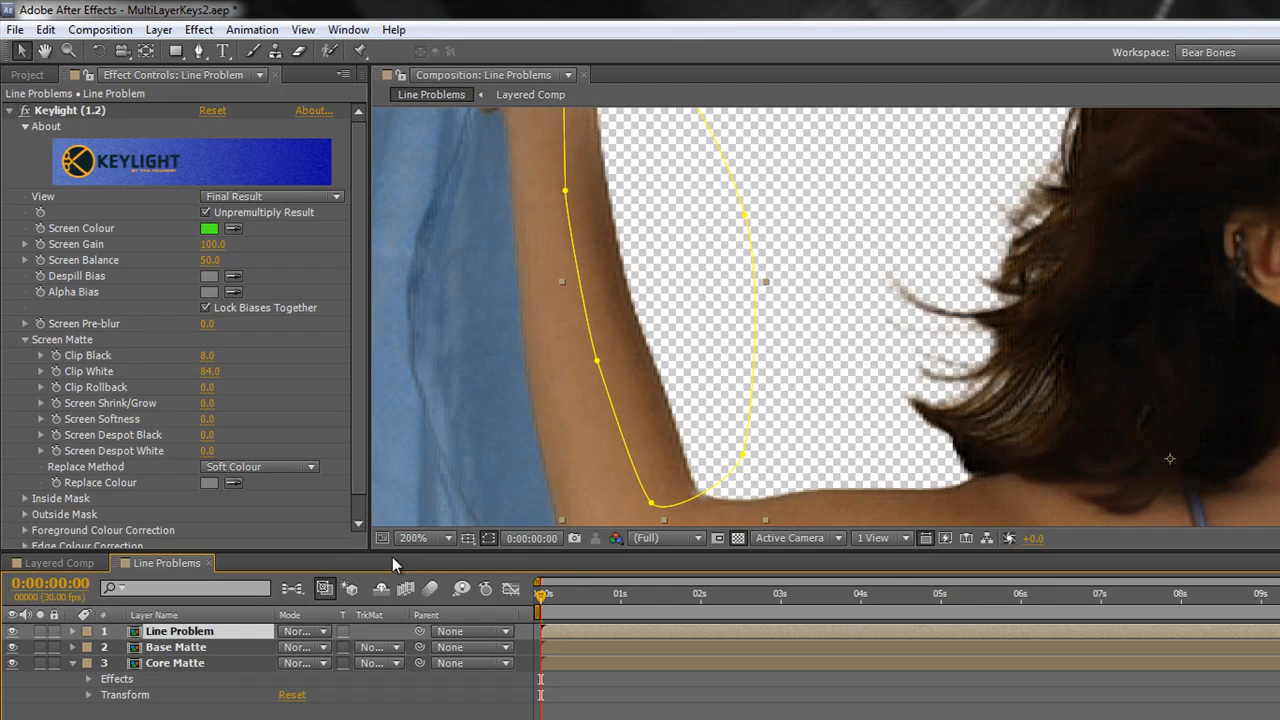 Adobe After Effects - MultiLayerKeys2.aep *
File Edit Composition Layer Effect Animation View Window Help
Workspace: Bear Bones
Project Effect Controls: Line Problem Composition: Line Problems
Line Problems • Line Problem
Line Problems Layered Comp
Keylight (1.2) Reset About...
About
KEYLIGHT
View Final Result
Unpremultiply Result
Screen Colour
Screen Gain 100.0
Screen Balance 50.0
Despill Bias
Alpha Bias
Lock Biases Together
Screen Pre-blur 0.0
Screen Matte
Clip Black 8.0
Clip White 84.0
Clip Rollback 0.0
Screen Shrink/Grow 0.0
Screen Softness 0.0
Screen Despot Black 0.0
Screen Despot White 0.0
Replace Method Soft Colour
Replace Colour
Inside Mask
Outside Mask
Foreground Colour Correction
Edge Colour Correction
200% 0:00:00:00 (Full) Active Camera 1 View +0.0
Layered Comp Line Problems
0:00:00:00
00000 (30.00 fps)
00s 01s 02s 03s 04s 05s 06s 07s 08s 09s
# Layer Name Mode T TrkMat Parent
1 Line Problem Nor... None
2 Base Matte Nor... No... None
3 Core Matte Nor... No... None
Effects
Transform Reset